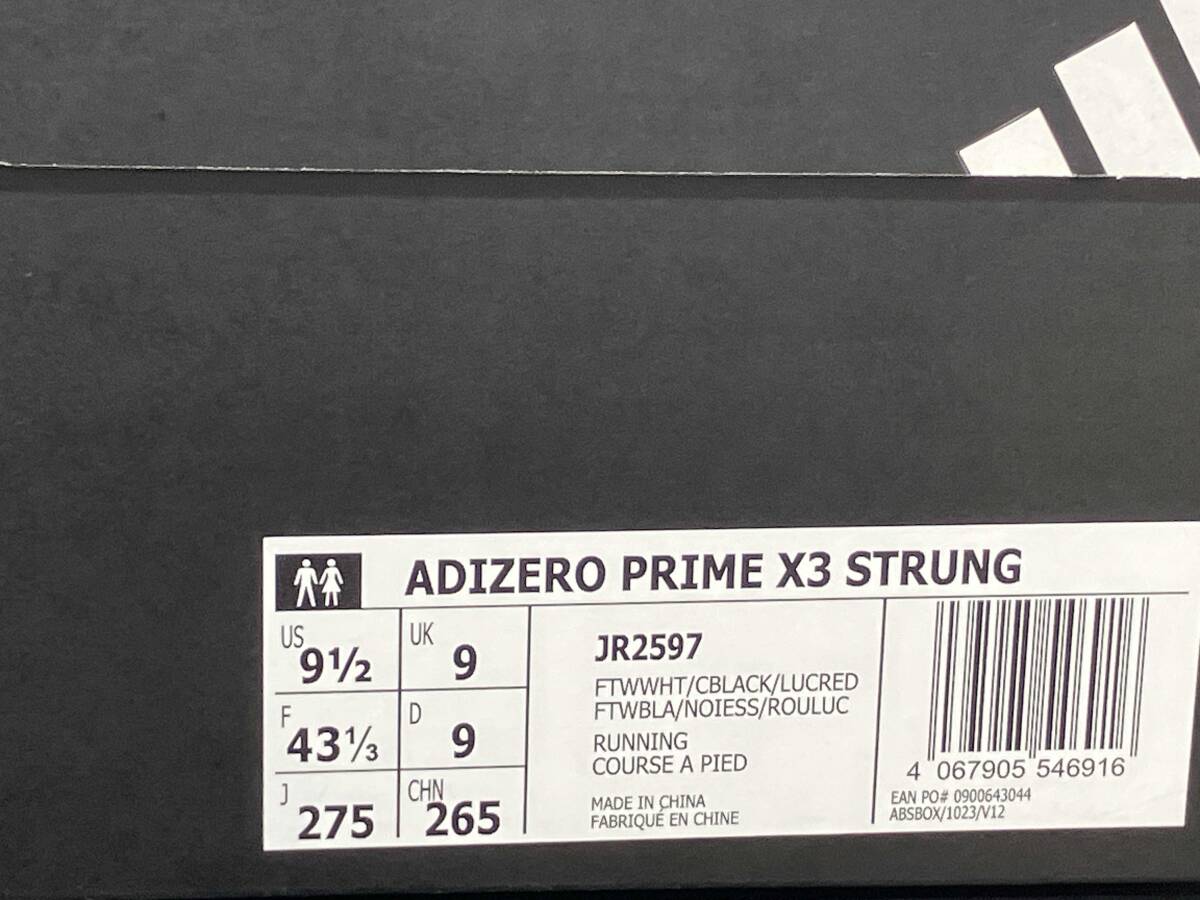 ADIZERO PRIME X3 STRUNG
US 9½ UK 9
F 43⅓ D 9
J 275 CHN 265
JR2597
FTWWHT/CBLACK/LUCRED
FTWBLA/NOIESS/ROULUC
RUNNING
COURSE A PIED
MADE IN CHINA
FABRIQUÉ EN CHINE
4 067905 546916
EAN PO# 0900643044
ABSBOX/1023/V12